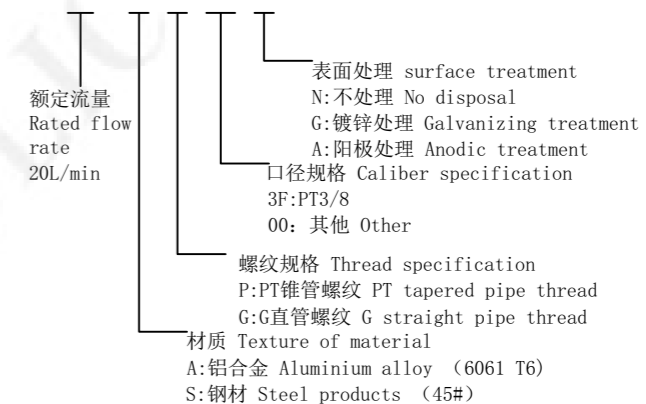 表面处理 surface treatment
N:不处理 No disposal
G:镀锌处理 Galvanizing treatment
A:阳极处理 Anodic treatment
额定流量
Rated flow
rate
20L/min
口径规格 Caliber specification
3F:PT3/8
00：其他 Other
螺纹规格 Thread specification
P:PT锥管螺纹 PT tapered pipe thread
G:G直管螺纹 G straight pipe thread
材质 Texture of material
A:铝合金 Aluminium alloy （6061 T6)
S:钢材 Steel products （45#）